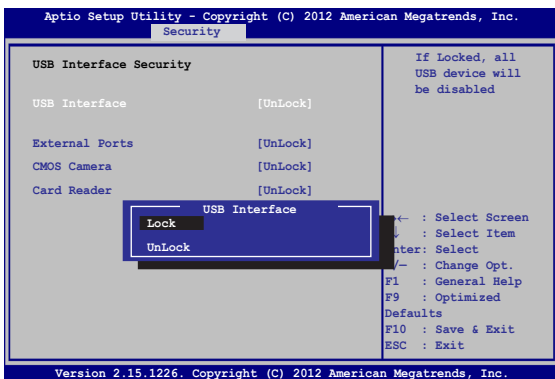 Aptio Setup Utility - Copyright (C) 2012 American Megatrends, Inc.
Security
USB Interface Security
USB Interface [UnLock]
External Ports [UnLock]
CMOS Camera [UnLock]
Card Reader [UnLock]
USB Interface
Lock
UnLock
If Locked, all
USB device will
be disabled
← : Select Screen
↓ : Select Item
nter: Select
/— : Change Opt.
F1 : General Help
F9 : Optimized
Defaults
F10 : Save & Exit
ESC : Exit
Version 2.15.1226. Copyright (C) 2012 American Megatrends, Inc.